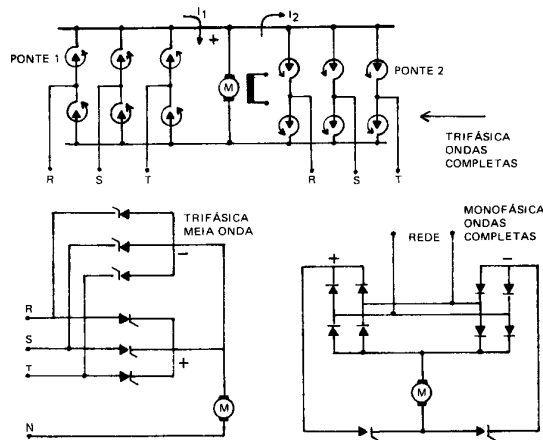 I1
I2
+
PONTE 1
M
PONTE 2
R
S
T
R
S
T
TRIFÁSICA
ONDAS
COMPLETAS
TRIFÁSICA
MEIA ONDA
−
R
S
+
T
M
N
MONOFÁSICA
ONDAS
COMPLETAS
REDE
+
−
M